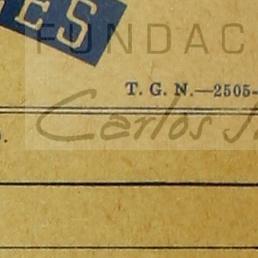 ES
FUNDAC
T. G. N.—2505-
Carlos